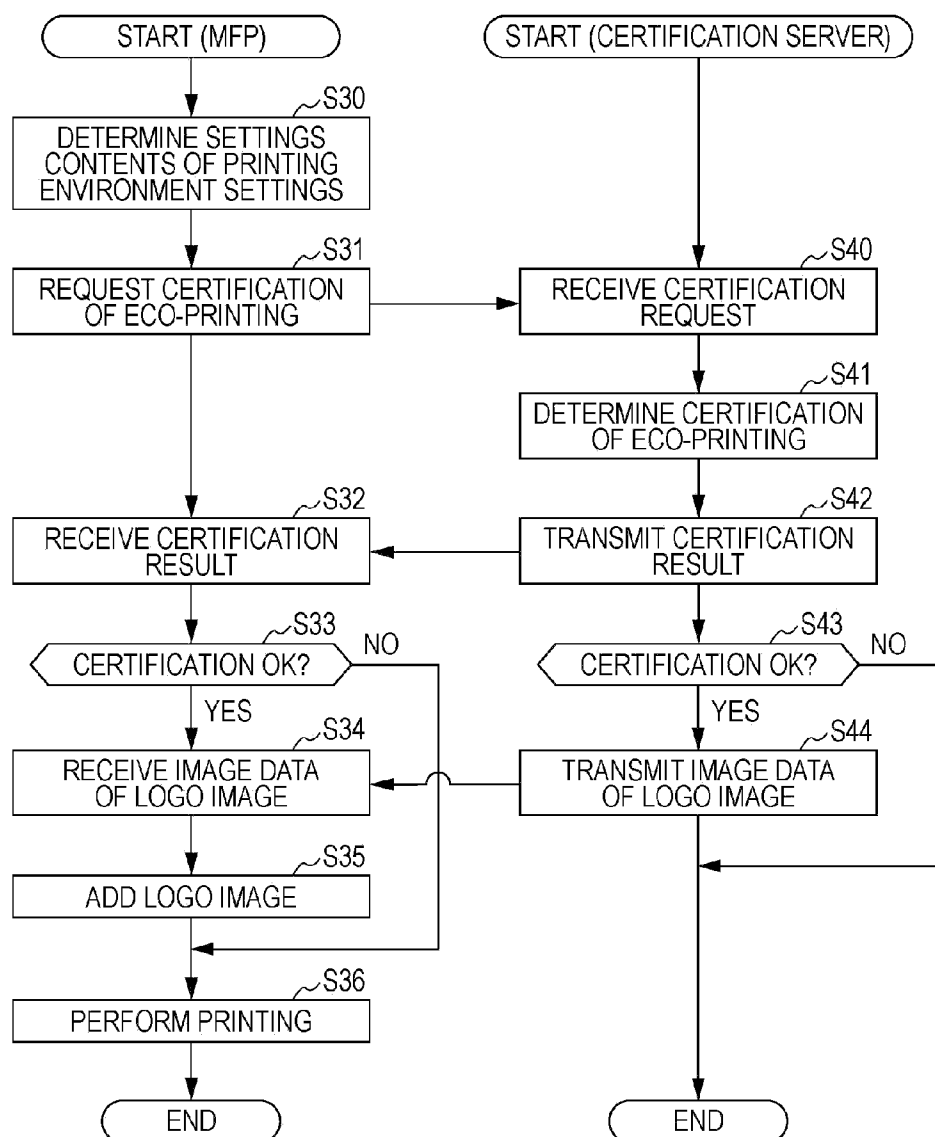 START (MFP)
START (CERTIFICATION SERVER)
S30
DETERMINE SETTINGS
CONTENTS OF PRINTING
ENVIRONMENT SETTINGS
S31
REQUEST CERTIFICATION
OF ECO-PRINTING
S40
RECEIVE CERTIFICATION
REQUEST
S41
DETERMINE CERTIFICATION
OF ECO-PRINTING
S32
RECEIVE CERTIFICATION
RESULT
S42
TRANSMIT CERTIFICATION
RESULT
S33
CERTIFICATION OK?
NO
YES
S43
CERTIFICATION OK?
NO
YES
S34
RECEIVE IMAGE DATA
OF LOGO IMAGE
S44
TRANSMIT IMAGE DATA
OF LOGO IMAGE
S35
ADD LOGO IMAGE
S36
PERFORM PRINTING
END
END